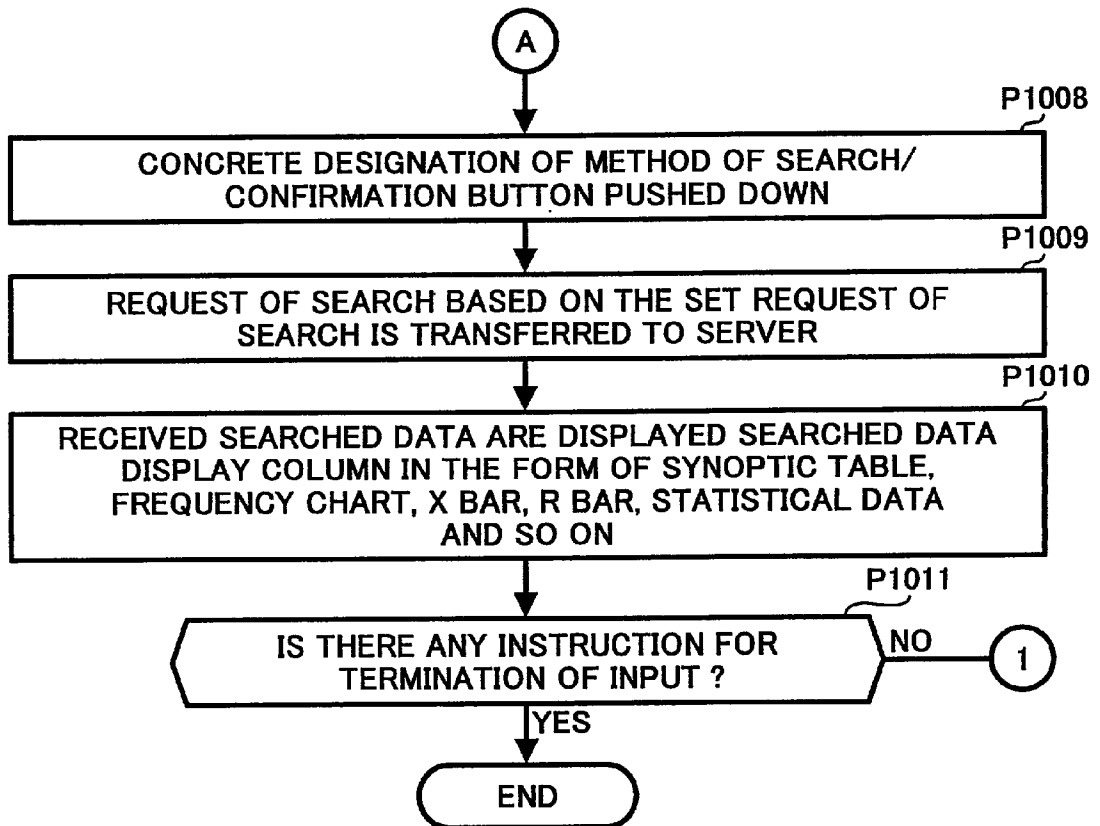 A
P1008
CONCRETE DESIGNATION OF METHOD OF SEARCH/
CONFIRMATION BUTTON PUSHED DOWN
P1009
REQUEST OF SEARCH BASED ON THE SET REQUEST OF
SEARCH IS TRANSFERRED TO SERVER
P1010
RECEIVED SEARCHED DATA ARE DISPLAYED SEARCHED DATA
DISPLAY COLUMN IN THE FORM OF SYNOPTIC TABLE,
FREQUENCY CHART, X BAR, R BAR, STATISTICAL DATA
AND SO ON
P1011
IS THERE ANY INSTRUCTION FOR
TERMINATION OF INPUT ?
NO
1
YES
END